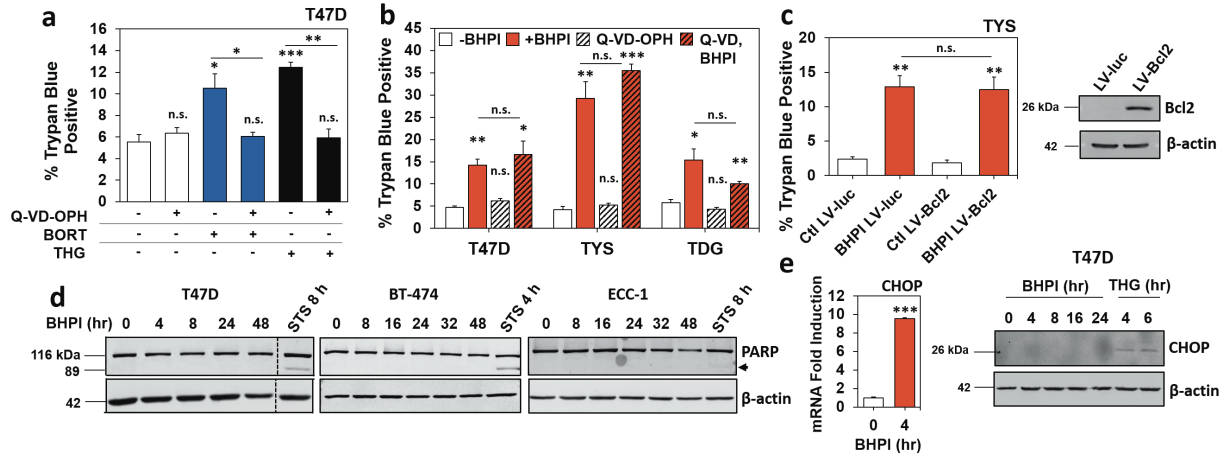 a
T47D
% Trypan Blue
Positive
16
14
12
10
8
6
4
2
0
n.s.
*
*
n.s.
***
**
n.s.
Q-VD-OPH - + - + - +
BORT - - + + - -
THG - - - - + +
b
% Trypan Blue Positive
45
40
35
30
25
20
15
10
5
0
-BHPI +BHPI Q-VD-OPH Q-VD,
BHPI
n.s.
**
n.s.
*
n.s.
**
n.s.
***
n.s.
*
n.s.
**
T47D TYS TDG
c
TYS
% Trypan Blue Positive
20
15
10
5
0
n.s.
**
**
Ctl LV-luc
BHPI LV-luc
Ctl LV-Bcl2
BHPI LV-Bcl2
LV-luc
LV-Bcl2
26 kDa
Bcl2
42
β-actin
d
T47D BT-474 ECC-1
BHPI (hr) 0 4 8 24 48 STS 8 h 0 8 16 24 32 48 STS 4 h 0 8 16 24 32 48 STS 8 h
116 kDa
PARP
89
42
β-actin
e
CHOP
mRNA Fold Induction
12
10
8
6
4
2
0
***
0 4
BHPI (hr)
T47D
BHPI (hr) THG (hr)
0 4 8 16 24 4 6
26 kDa
CHOP
42
β-actin